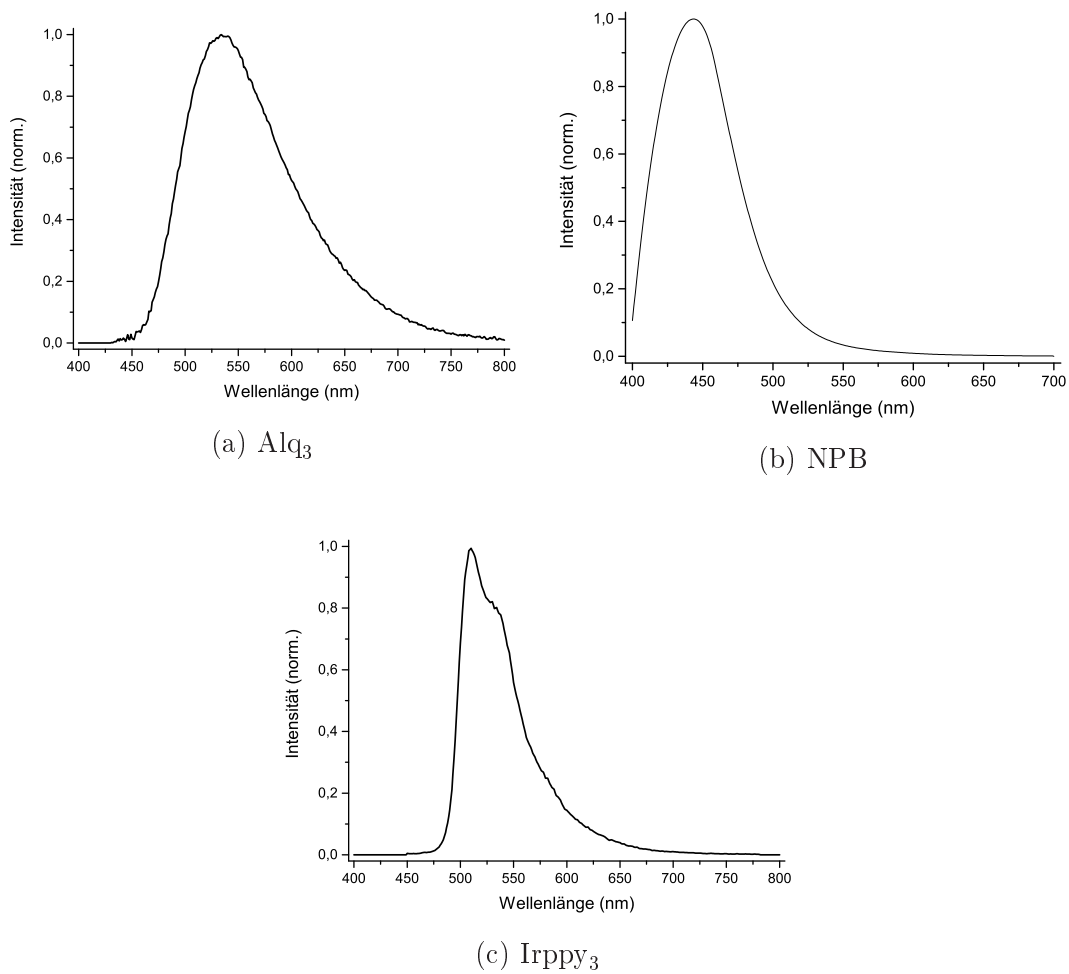 1,0
0,8
0,6
0,4
0,2
0,0
Intensität (norm.)
400 450 500 550 600 650 700 750 800
Wellenlänge (nm)
(a) Alq3
1,0
0,8
0,6
0,4
0,2
0,0
Intensität (norm.)
400 450 500 550 600 650 700
Wellenlänge (nm)
(b) NPB
1,0
0,8
0,6
0,4
0,2
0,0
Intensität (norm.)
400 450 500 550 600 650 700 750 800
Wellenlänge (nm)
(c) Irppy3